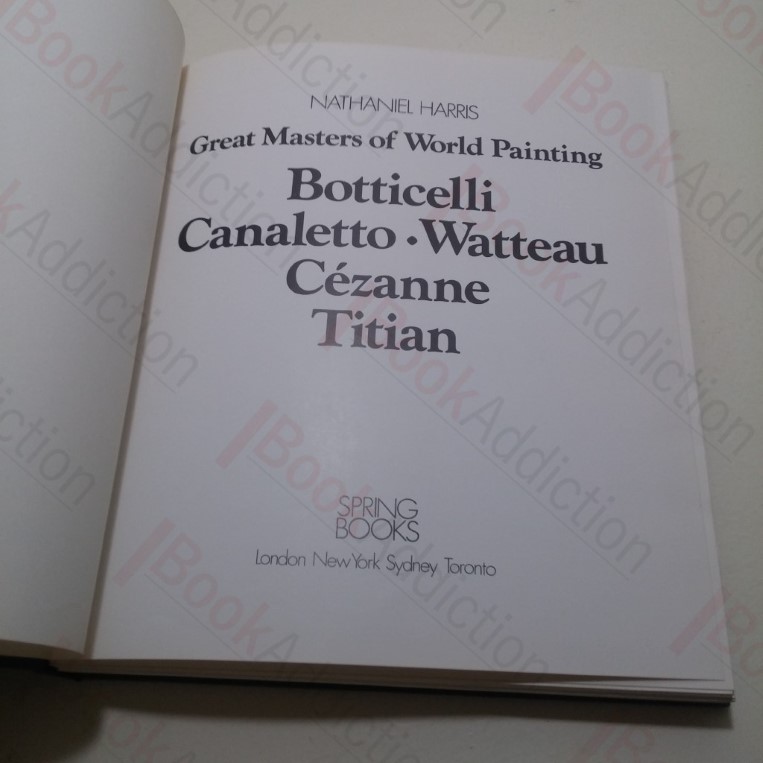 NATHANIEL HARRIS
Great Masters of World Painting
Botticelli
Canaletto · Watteau
Cézanne
Titian
SPRING
BOOKS
London New York Sydney Toronto
BookAddiction